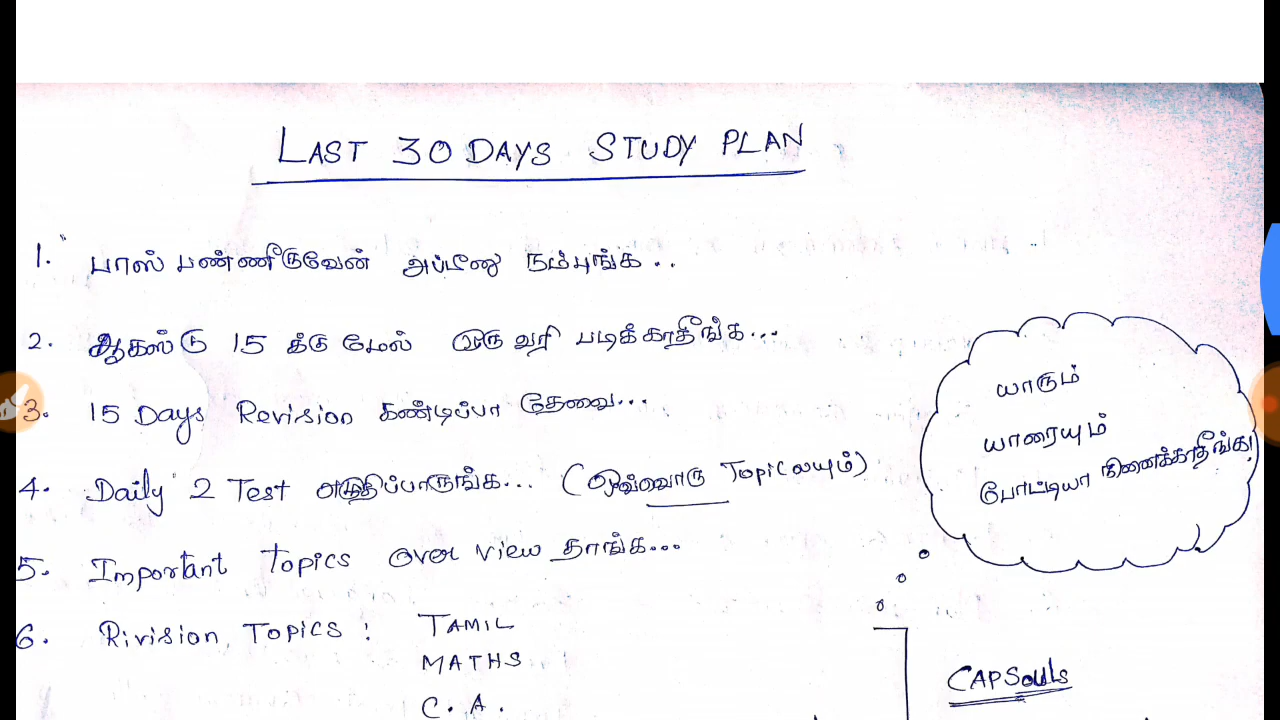 LAST 30 DAYS STUDY PLAN
1. பாஸ் பண்ணிருவேன் அப்டீனு நம்புங்க..
2. ஆகஸ்டு 15 க்கு மேல் ஒரு வரி படிக்காதீங்க...
3. 15 Days Revision கண்டிப்பா தேவை...
4. Daily 2 Test எழுதிப்பாருங்க... (ஒவ்வொரு Topicலயும்)
5. Important Topics Over view தாங்க...
6. Rivision Topics : TAMIL
MATHS
C. A.
யாரும்
யாரையும்
போட்டியா நினைக்காதீங்க!
CAPSouls